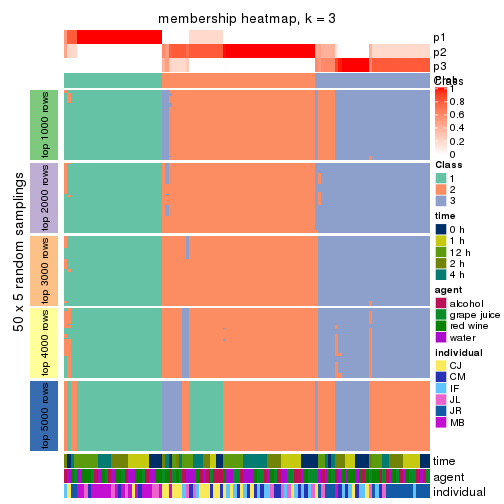 membership heatmap, k = 3
p1
p2
p3
Class
1
0.8
0.6
0.4
0.2
0
Class
1
2
3
time
0 h
1 h
12 h
2 h
4 h
agent
alcohol
grape juice
red wine
water
individual
CJ
CM
IF
JL
JR
MB
50 x 5 random samplings
top 1000 rows
top 2000 rows
top 3000 rows
top 4000 rows
top 5000 rows
time
agent
individual